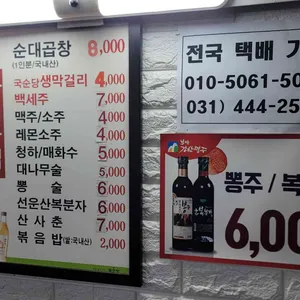 순대곱창 8,000
(1인분/국내산)
국순당생막걸리 4,000
백세주 7,000
맥주/소주 4,000
레몬소주 4,000
청하/매화수 5,000
대나무술 5,000
뽕 술 6,000
선운산복분자 6,000
산사춘 7,000
볶음밥(쌀:국내산) 2,000
전국 택배
010-5061-50
031) 444-25
뽕주 / 복
6,00